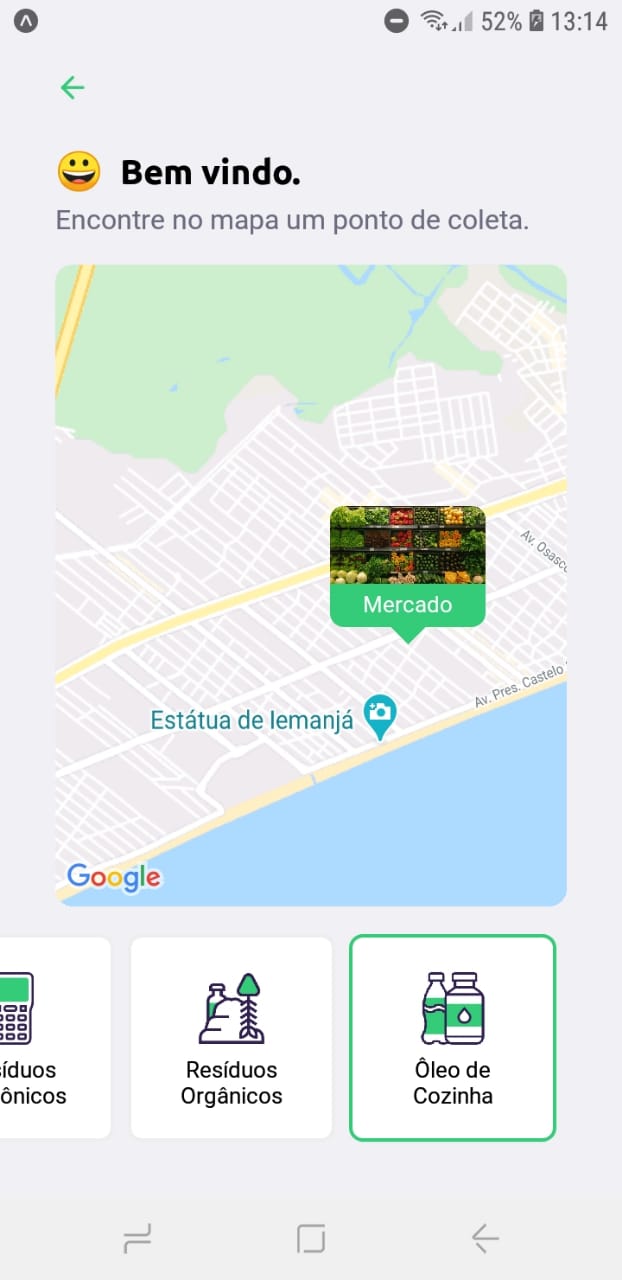 52% 13:14
Bem vindo.
Encontre no mapa um ponto de coleta.
Av. Osasco
Mercado
Av. Pres. Castelo
Estátua de Iemanjá
Google
síduos
ônicos
Resíduos
Orgânicos
Ôleo de
Cozinha